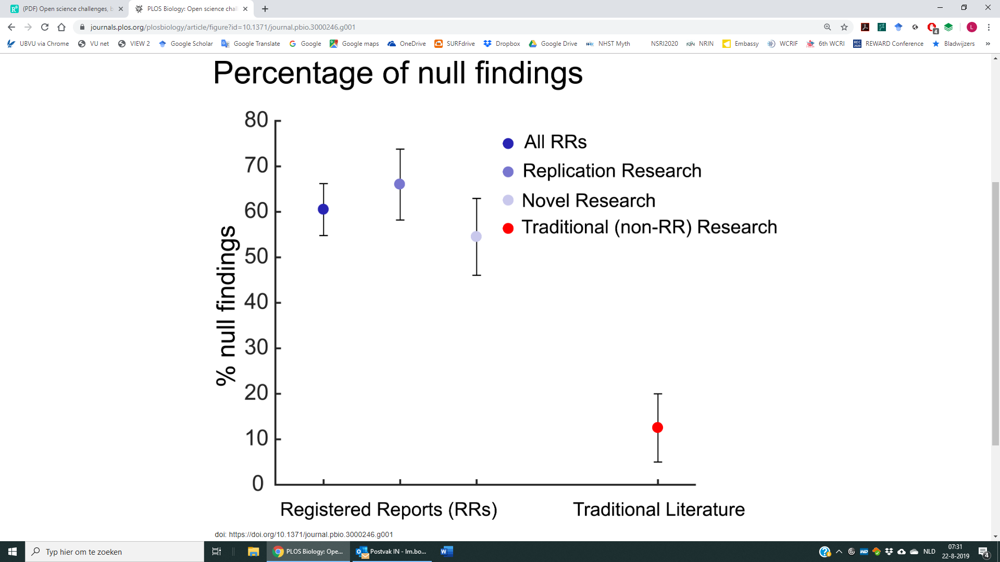 (PDF) Open science challenges, b
PLOS Biology: Open science chall
journals.plos.org/plosbiology/article/figure?id=10.1371/journal.pbio.3000246.g001
UBVU via Chrome VU net VIEW 2 Google Scholar Google Translate Google Google maps OneDrive SURFdrive Dropbox Google Drive NHST Myth NSRI2020 NRIN Embassy WCRIF 6th WCRI REWARD Conference Bladwijzers »
Percentage of null findings
80
70
60
50
40
30
20
10
0
% null findings
All RRs
Replication Research
Novel Research
Traditional (non-RR) Research
Registered Reports (RRs) Traditional Literature
doi: https://doi.org/10.1371/journal.pbio.3000246.g001
Typ hier om te zoeken
PLOS Biology: Ope...
Postvak IN - lm.bo...
NLD
07:31
22-8-2019
4